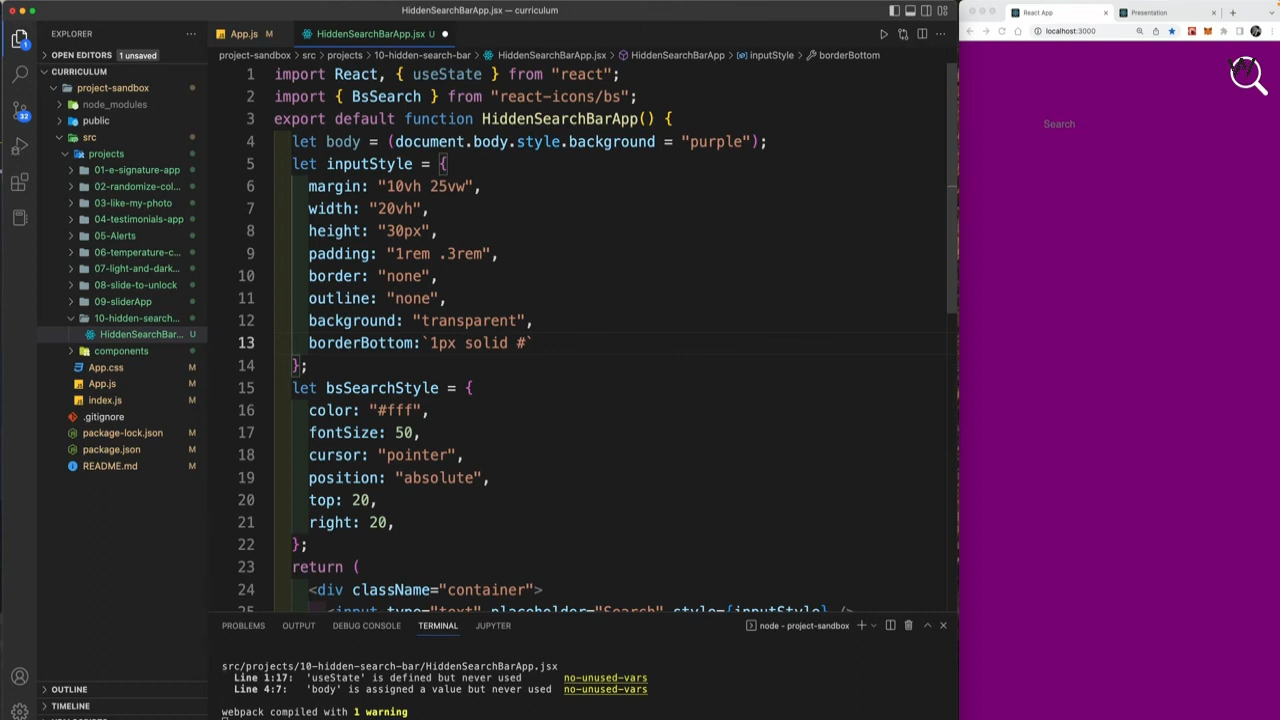 HiddenSearchBarApp.jsx — curriculum
React App
Presentation
localhost:3000
EXPLORER
App.js M
HiddenSearchBarApp.jsx U
OPEN EDITORS 1 unsaved
project-sandbox > src > projects > 10-hidden-search-bar > HiddenSearchBarApp.jsx > HiddenSearchBarApp > inputStyle > borderBottom
CURRICULUM
project-sandbox
node_modules
public
src
projects
01-e-signature-app
02-randomize-col...
03-like-my-photo
04-testimonials-app
05-Alerts
06-temperature-c...
07-light-and-dark...
08-slide-to-unlock
09-sliderApp
10-hidden-search...
HiddenSearchBar... U
components
App.css M
App.js M
index.js M
.gitignore
package-lock.json M
package.json M
README.md M
OUTLINE
TIMELINE
1
32
1 import React, { useState } from "react";
2 import { BsSearch } from "react-icons/bs";
3 export default function HiddenSearchBarApp() {
4 let body = (document.body.style.background = "purple");
5 let inputStyle = {
6 margin: "10vh 25vw",
7 width: "20vh",
8 height: "30px",
9 padding: "1rem .3rem",
10 border: "none",
11 outline: "none",
12 background: "transparent",
13 borderBottom:`1px solid #`
14 };
15 let bsSearchStyle = {
16 color: "#fff",
17 fontSize: 50,
18 cursor: "pointer",
19 position: "absolute",
20 top: 20,
21 right: 20,
22 };
23 return (
24 <div className="container">
25 <input type="text" placeholder="Search" style={inputStyle} />
PROBLEMS OUTPUT DEBUG CONSOLE TERMINAL JUPYTER
node - project-sandbox
src/projects/10-hidden-search-bar/HiddenSearchBarApp.jsx
Line 1:17: 'useState' is defined but never used no-unused-vars
Line 4:7: 'body' is assigned a value but never used no-unused-vars
webpack compiled with 1 warning
Search